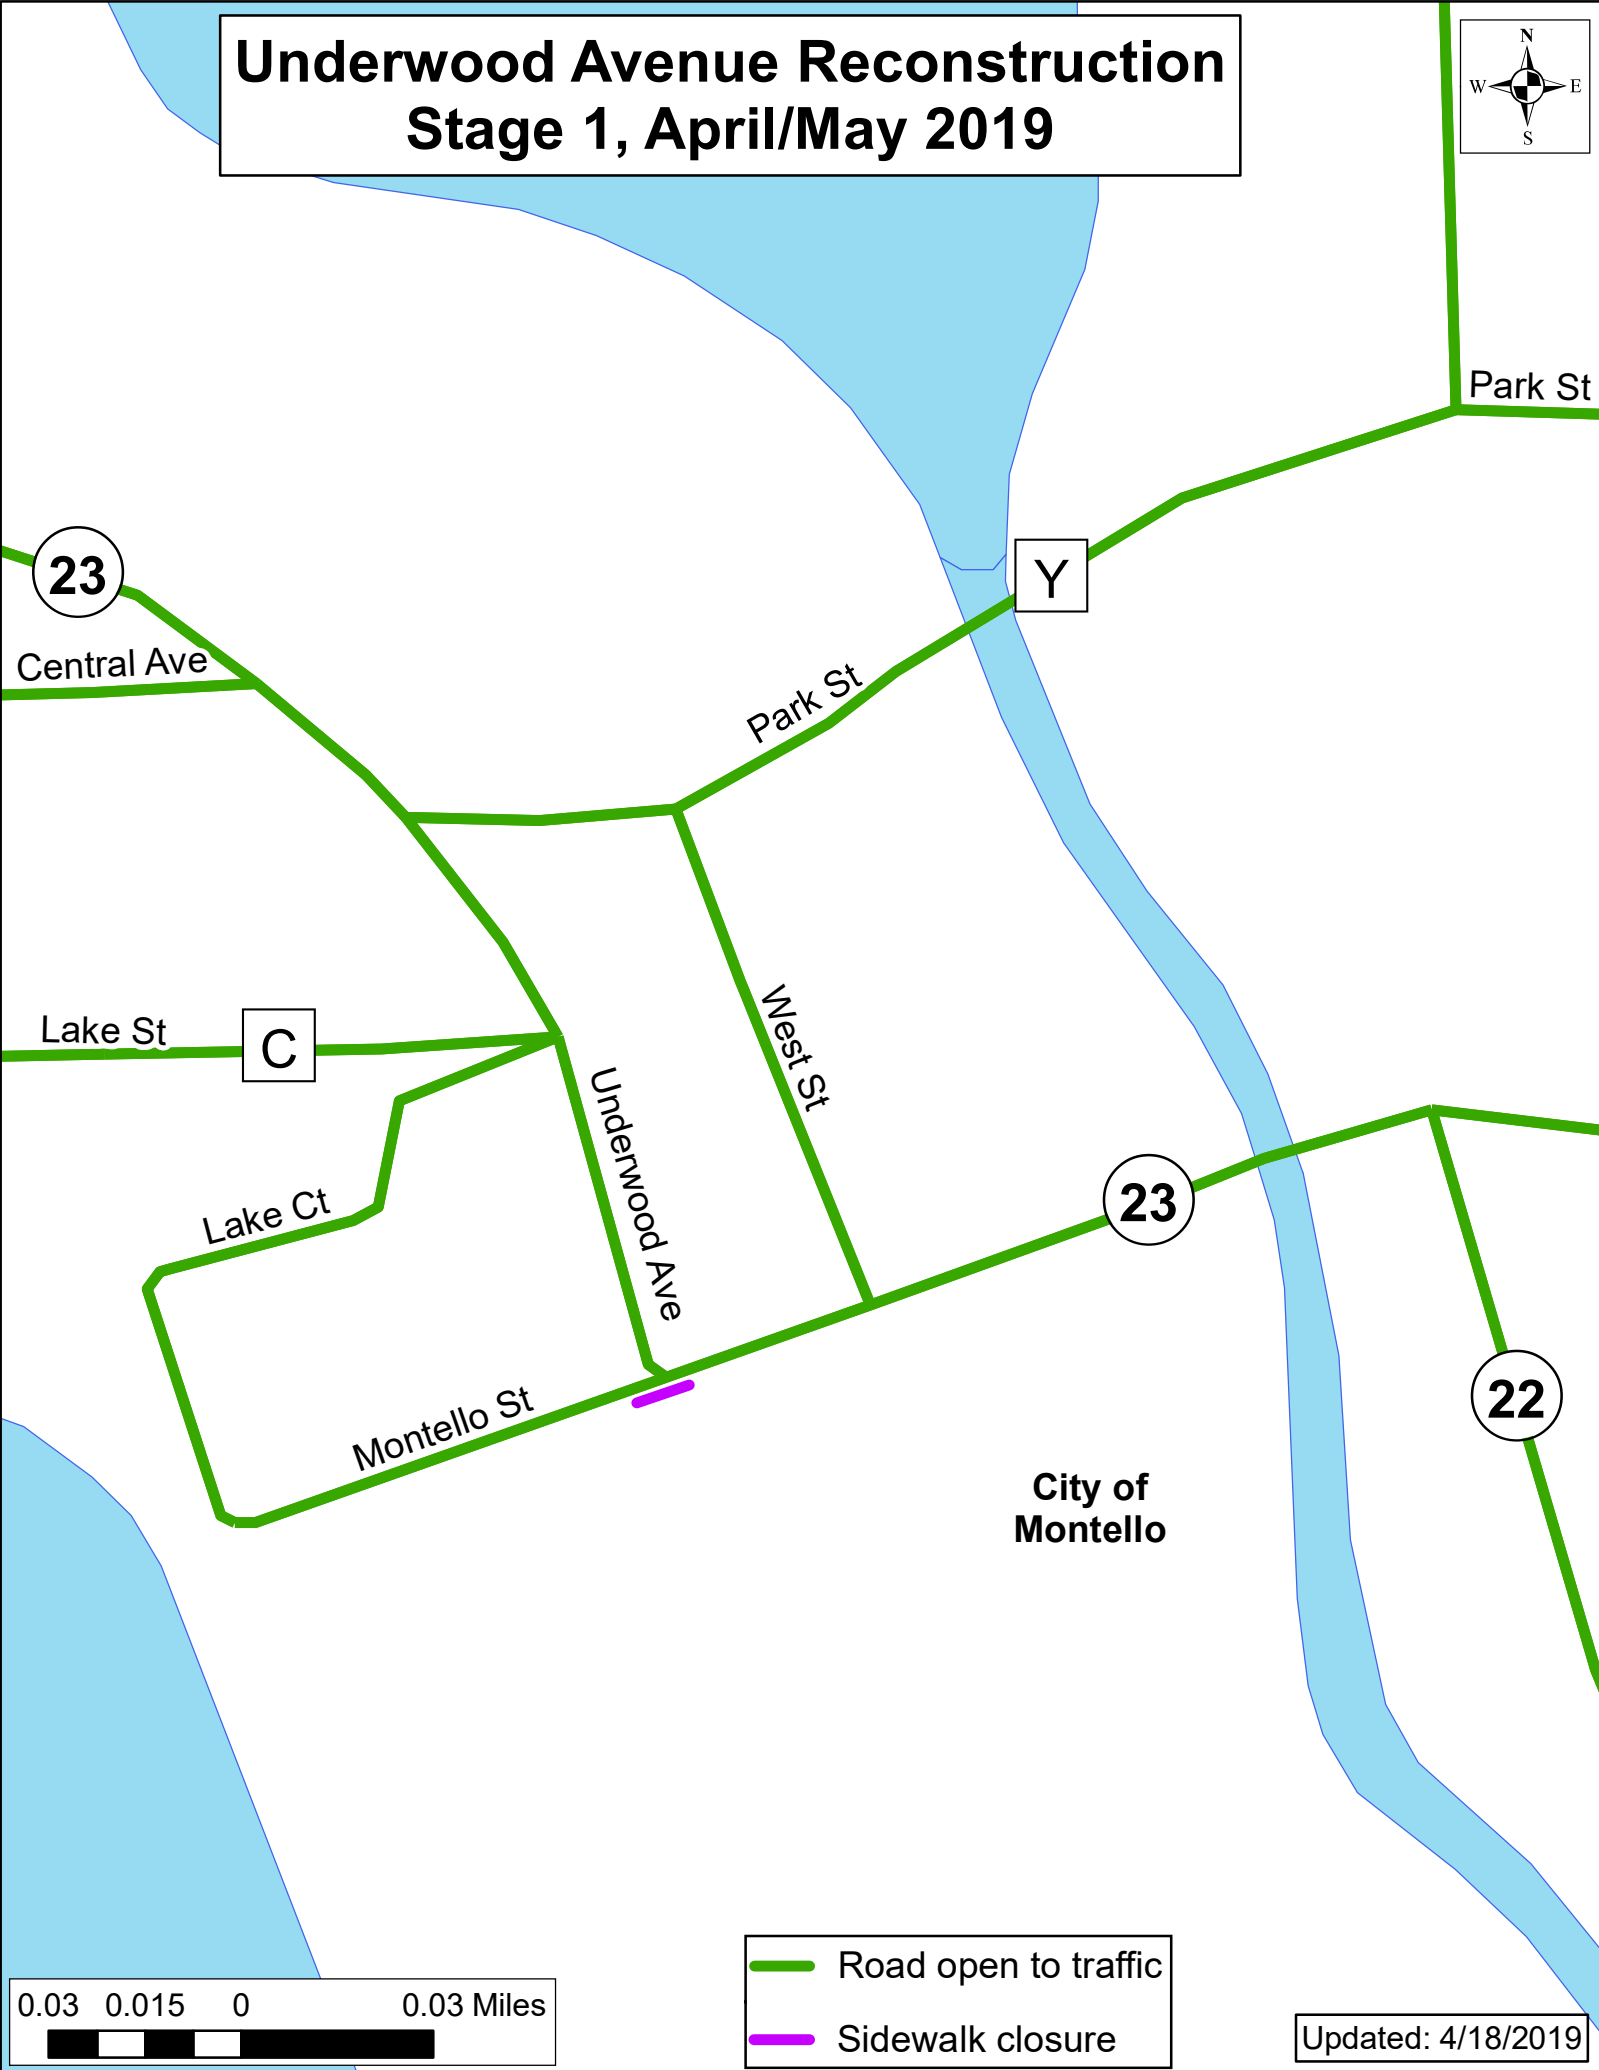 Underwood Avenue Reconstruction
Stage 1, April/May 2019
N
W
E
S
Park St
23
Central Ave
Y
Park St
Lake St
C
West St
Underwood Ave
Lake Ct
23
22
Montello St
City of
Montello
Road open to traffic
Sidewalk closure
0.03 0.015 0 0.03 Miles
Updated: 4/18/2019